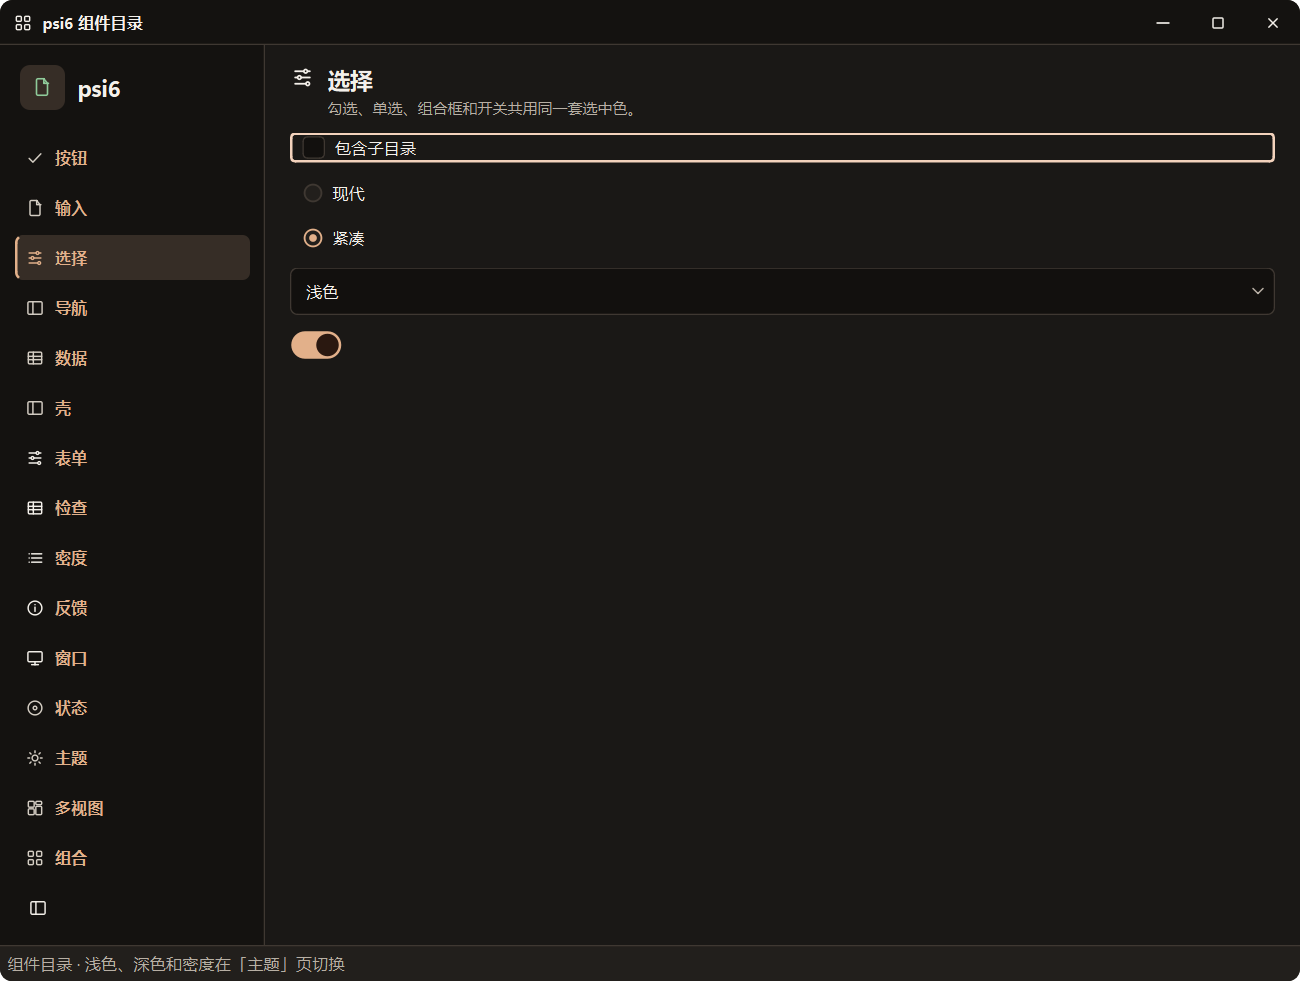 psi6 组件目录
psi6
按钮
输入
选择
导航
数据
壳
表单
检查
密度
反馈
窗口
状态
主题
多视图
组合
选择
勾选、单选、组合框和开关共用同一套选中色。
包含子目录
现代
紧凑
浅色
组件目录 · 浅色、深色和密度在「主题」页切换